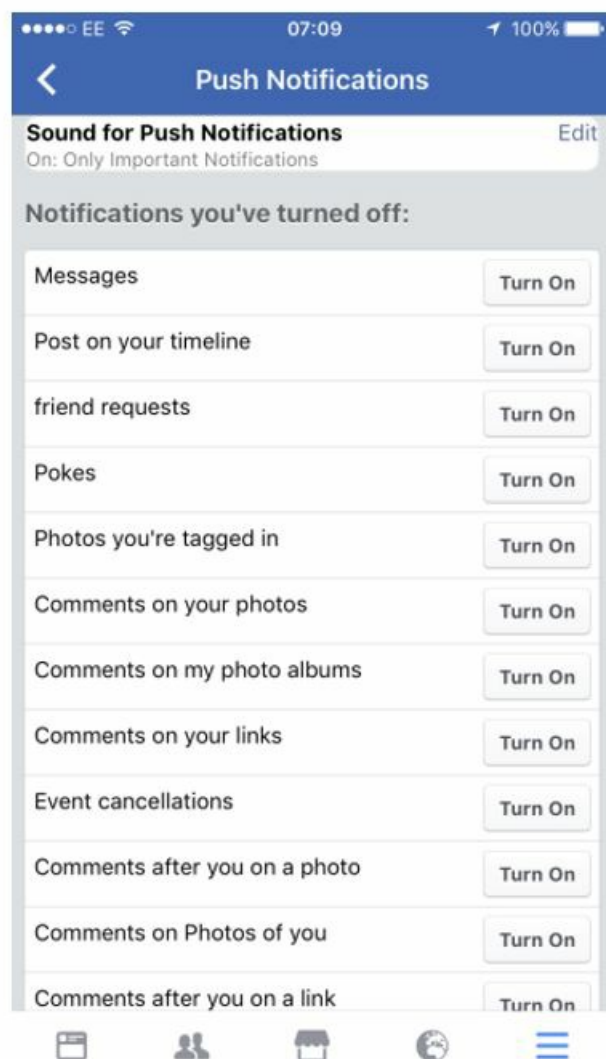 EE 07:09 100%
Push Notifications
Sound for Push Notifications Edit
On: Only Important Notifications
Notifications you've turned off:
Messages Turn On
Post on your timeline Turn On
friend requests Turn On
Pokes Turn On
Photos you're tagged in Turn On
Comments on your photos Turn On
Comments on my photo albums Turn On
Comments on your links Turn On
Event cancellations Turn On
Comments after you on a photo Turn On
Comments on Photos of you Turn On
Comments after you on a link Turn On